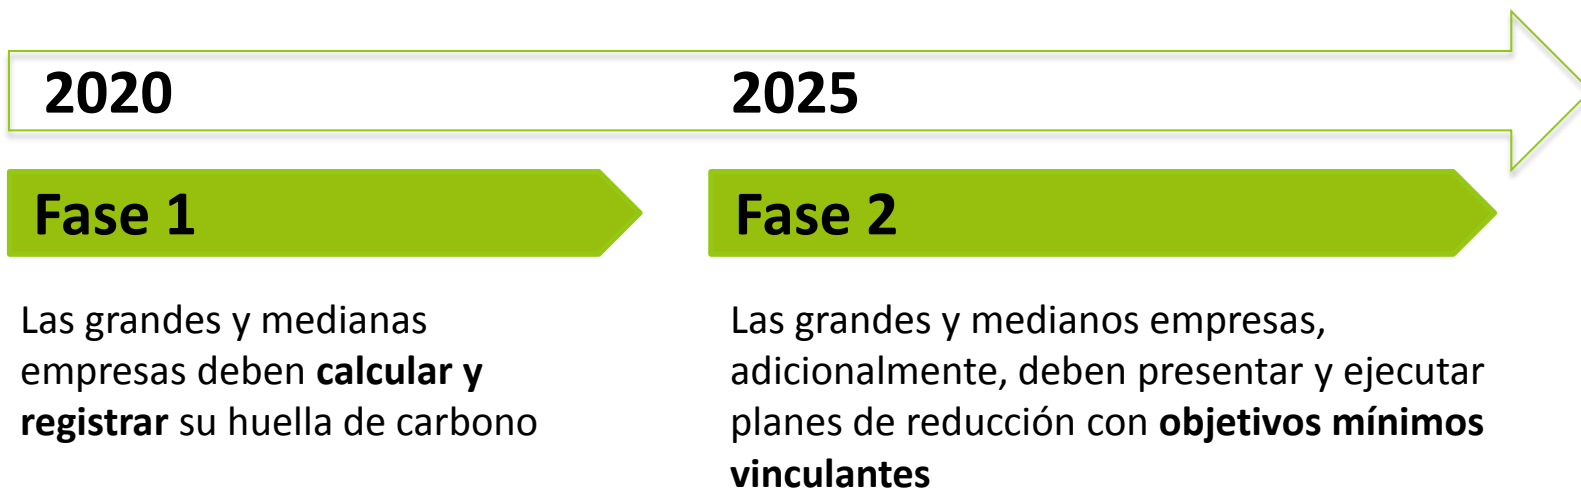 2020
2025
Fase 1
Fase 2
Las grandes y medianas
empresas deben calcular y
registrar su huella de carbono
Las grandes y medianos empresas,
adicionalmente, deben presentar y ejecutar
planes de reducción con objetivos mínimos
vinculantes